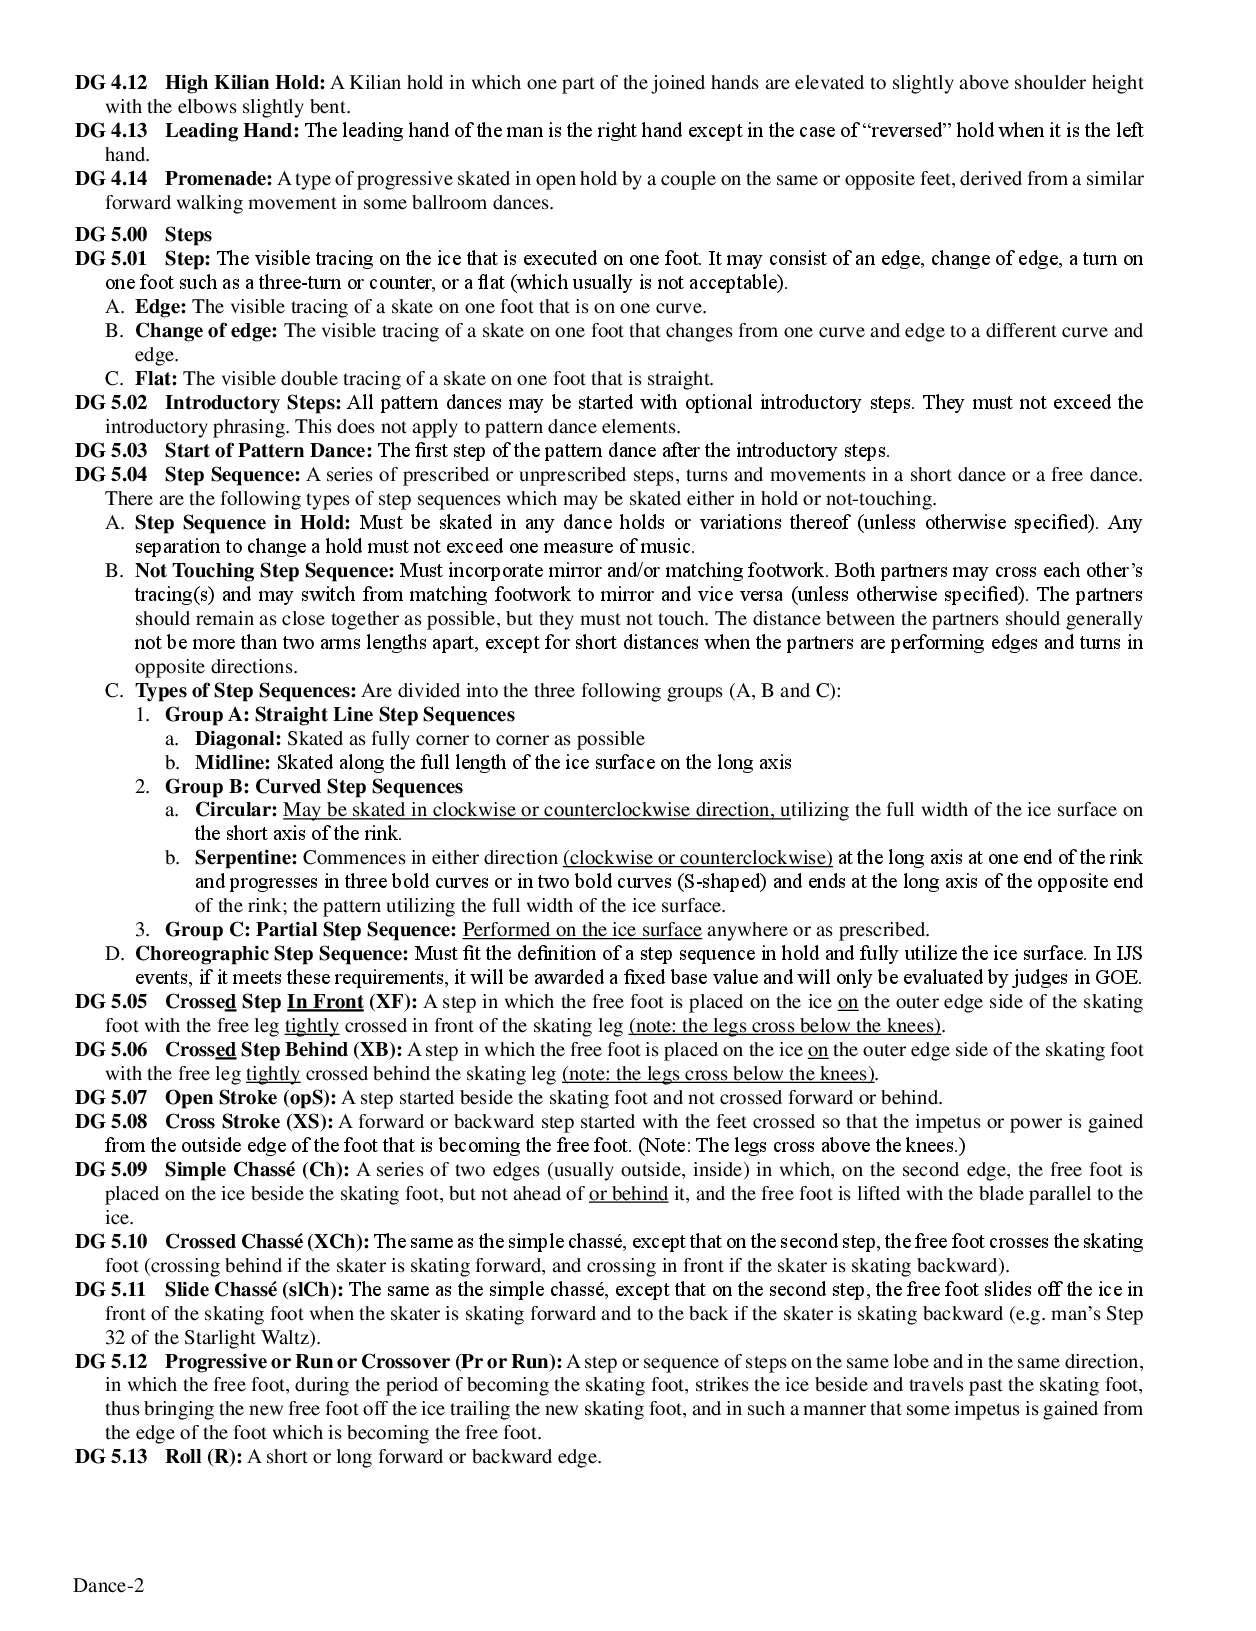 DG 4.12 High Kilian Hold: A Kilian hold in which one part of the joined hands are elevated to slightly above shoulder height
with the elbows slightly bent.
DG 4.13 Leading Hand: The leading hand of the man is the right hand except in the case of “reversed” hold when it is the left
hand.
DG 4.14 Promenade: A type of progressive skated in open hold by a couple on the same or opposite feet, derived from a similar
forward walking movement in some ballroom dances.
DG 5.00 Steps
DG 5.01 Step: The visible tracing on the ice that is executed on one foot. It may consist of an edge, change of edge, a turn on
one foot such as a three-turn or counter, or a flat (which usually is not acceptable).
A. Edge: The visible tracing of a skate on one foot that is on one curve.
B. Change of edge: The visible tracing of a skate on one foot that changes from one curve and edge to a different curve and
edge.
C. Flat: The visible double tracing of a skate on one foot that is straight.
DG 5.02 Introductory Steps: All pattern dances may be started with optional introductory steps. They must not exceed the
introductory phrasing. This does not apply to pattern dance elements.
DG 5.03 Start of Pattern Dance: The first step of the pattern dance after the introductory steps.
DG 5.04 Step Sequence: A series of prescribed or unprescribed steps, turns and movements in a short dance or a free dance.
There are the following types of step sequences which may be skated either in hold or not-touching.
A. Step Sequence in Hold: Must be skated in any dance holds or variations thereof (unless otherwise specified). Any
separation to change a hold must not exceed one measure of music.
B. Not Touching Step Sequence: Must incorporate mirror and/or matching footwork. Both partners may cross each other’s
tracing(s) and may switch from matching footwork to mirror and vice versa (unless otherwise specified). The partners
should remain as close together as possible, but they must not touch. The distance between the partners should generally
not be more than two arms lengths apart, except for short distances when the partners are performing edges and turns in
opposite directions.
C. Types of Step Sequences: Are divided into the three following groups (A, B and C):
1. Group A: Straight Line Step Sequences
a. Diagonal: Skated as fully corner to corner as possible
b. Midline: Skated along the full length of the ice surface on the long axis
2. Group B: Curved Step Sequences
a. Circular: May be skated in clockwise or counterclockwise direction, utilizing the full width of the ice surface on
the short axis of the rink.
b. Serpentine: Commences in either direction (clockwise or counterclockwise) at the long axis at one end of the rink
and progresses in three bold curves or in two bold curves (S-shaped) and ends at the long axis of the opposite end
of the rink; the pattern utilizing the full width of the ice surface.
3. Group C: Partial Step Sequence: Performed on the ice surface anywhere or as prescribed.
D. Choreographic Step Sequence: Must fit the definition of a step sequence in hold and fully utilize the ice surface. In IJS
events, if it meets these requirements, it will be awarded a fixed base value and will only be evaluated by judges in GOE.
DG 5.05 Crossed Step In Front (XF): A step in which the free foot is placed on the ice on the outer edge side of the skating
foot with the free leg tightly crossed in front of the skating leg (note: the legs cross below the knees).
DG 5.06 Crossed Step Behind (XB): A step in which the free foot is placed on the ice on the outer edge side of the skating foot
with the free leg tightly crossed behind the skating leg (note: the legs cross below the knees).
DG 5.07 Open Stroke (opS): A step started beside the skating foot and not crossed forward or behind.
DG 5.08 Cross Stroke (XS): A forward or backward step started with the feet crossed so that the impetus or power is gained
from the outside edge of the foot that is becoming the free foot. (Note: The legs cross above the knees.)
DG 5.09 Simple Chassé (Ch): A series of two edges (usually outside, inside) in which, on the second edge, the free foot is
placed on the ice beside the skating foot, but not ahead of or behind it, and the free foot is lifted with the blade parallel to the
ice.
DG 5.10 Crossed Chassé (XCh): The same as the simple chassé, except that on the second step, the free foot crosses the skating
foot (crossing behind if the skater is skating forward, and crossing in front if the skater is skating backward).
DG 5.11 Slide Chassé (slCh): The same as the simple chassé, except that on the second step, the free foot slides off the ice in
front of the skating foot when the skater is skating forward and to the back if the skater is skating backward (e.g. man’s Step
32 of the Starlight Waltz).
DG 5.12 Progressive or Run or Crossover (Pr or Run): A step or sequence of steps on the same lobe and in the same direction,
in which the free foot, during the period of becoming the skating foot, strikes the ice beside and travels past the skating foot,
thus bringing the new free foot off the ice trailing the new skating foot, and in such a manner that some impetus is gained from
the edge of the foot which is becoming the free foot.
DG 5.13 Roll (R): A short or long forward or backward edge.
Dance-2